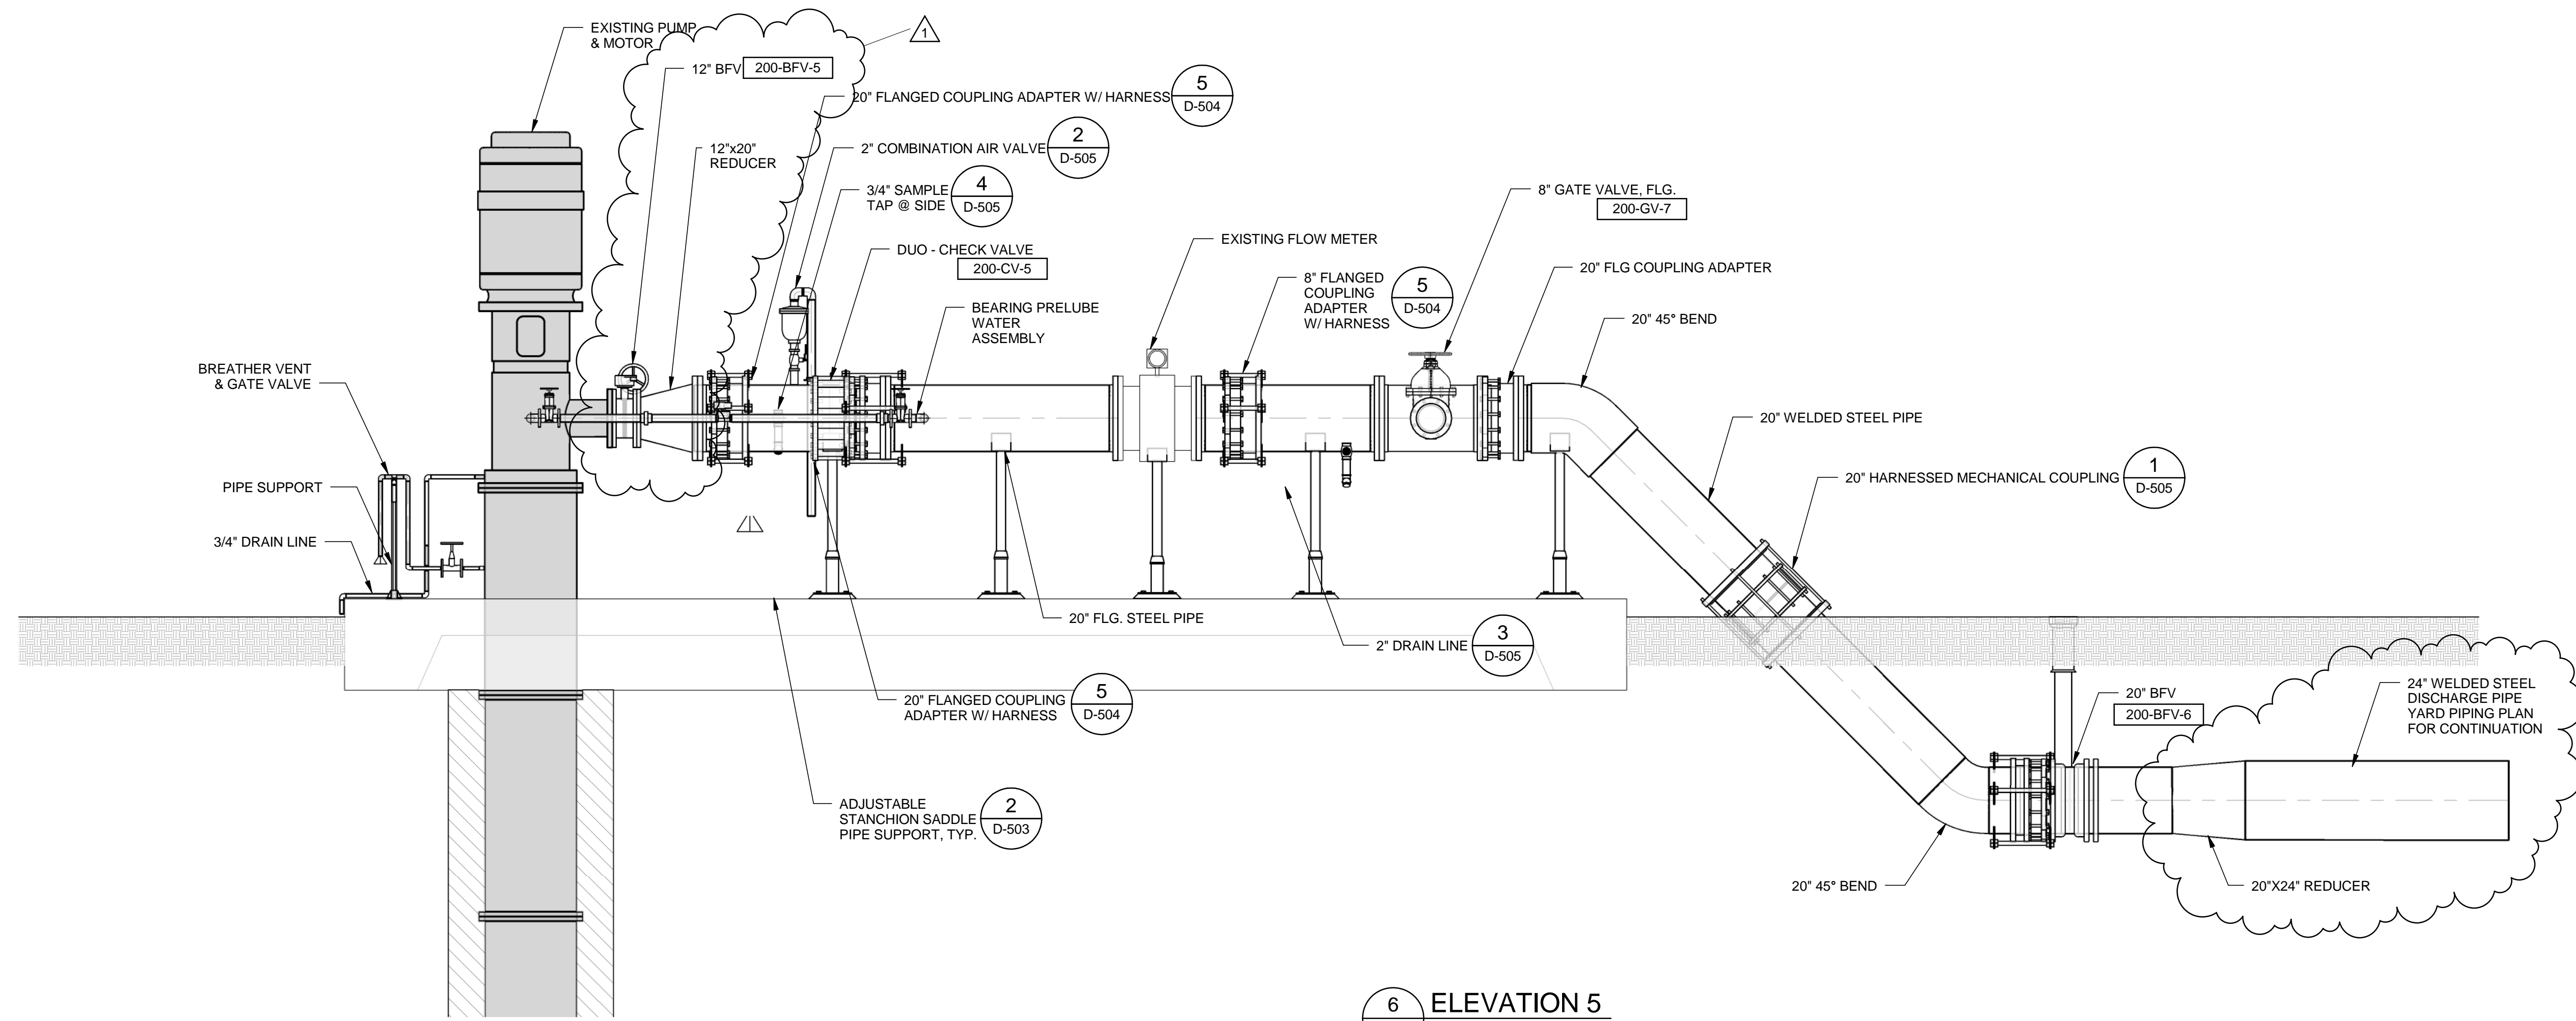 EXISTING PUMP
& MOTOR
1
12" BFV 200-BFV-5
20" FLANGED COUPLING ADAPTER W/ HARNESS
5
D-504
12"x20"
REDUCER
2" COMBINATION AIR VALVE
2
D-505
3/4" SAMPLE
TAP @ SIDE
4
D-505
8" GATE VALVE, FLG.
200-GV-7
DUO - CHECK VALVE
200-CV-5
EXISTING FLOW METER
8" FLANGED
COUPLING
ADAPTER
W/ HARNESS
5
D-504
20" FLG COUPLING ADAPTER
BEARING PRELUBE
WATER
ASSEMBLY
20" 45° BEND
BREATHER VENT
& GATE VALVE
20" WELDED STEEL PIPE
PIPE SUPPORT
20" HARNESSED MECHANICAL COUPLING
1
D-505
3/4" DRAIN LINE
20" FLG. STEEL PIPE
2" DRAIN LINE
3
D-505
20" FLANGED COUPLING
ADAPTER W/ HARNESS
5
D-504
20" BFV
200-BFV-6
24" WELDED STEEL
DISCHARGE PIPE
YARD PIPING PLAN
FOR CONTINUATION
ADJUSTABLE
STANCHION SADDLE
PIPE SUPPORT, TYP.
2
D-503
20" 45° BEND
20"X24" REDUCER
6
ELEVATION 5